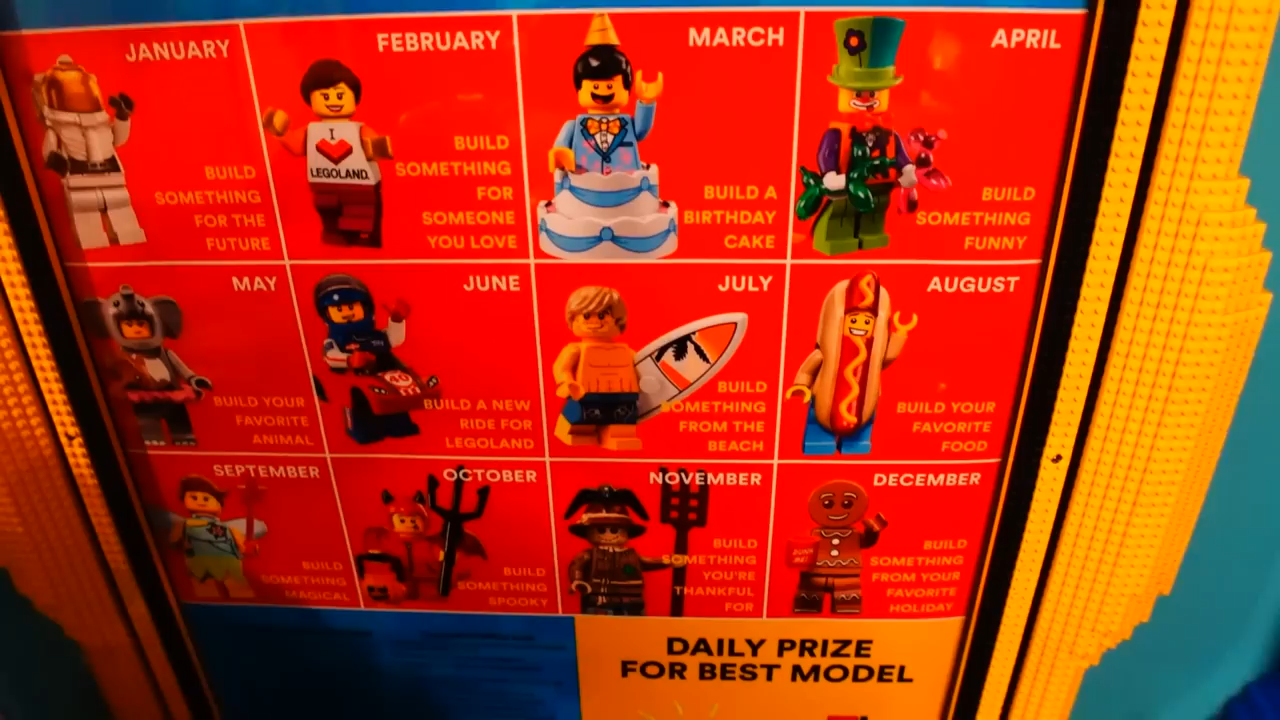 JANUARY
BUILD
SOMETHING
FOR THE
FUTURE
FEBRUARY
I
LEGOLAND.
BUILD
SOMETHING
FOR
SOMEONE
YOU LOVE
MARCH
BUILD A
BIRTHDAY
CAKE
APRIL
BUILD
SOMETHING
FUNNY
MAY
BUILD YOUR
FAVORITE
ANIMAL
JUNE
BUILD A NEW
RIDE FOR
LEGOLAND
JULY
BUILD
SOMETHING
FROM THE
BEACH
AUGUST
BUILD YOUR
FAVORITE
FOOD
SEPTEMBER
BUILD
SOMETHING
MAGICAL
OCTOBER
BUILD
SOMETHING
SPOOKY
NOVEMBER
BUILD
SOMETHING
YOU'RE
THANKFUL
FOR
DECEMBER
BUILD
SOMETHING
FROM YOUR
FAVORITE
HOLIDAY
DAILY PRIZE
FOR BEST MODEL